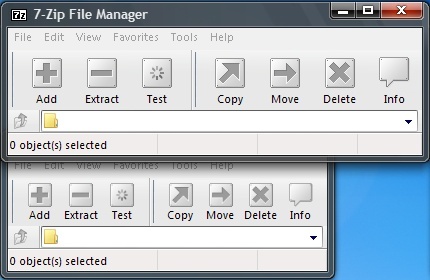 7-Zip File Manager
File Edit View Favorites Tools Help
Add Extract Test Copy Move Delete Info
0 object(s) selected
File Edit View Favorites Tools Help
Add Extract Test Copy Move Delete Info
0 object(s) selected